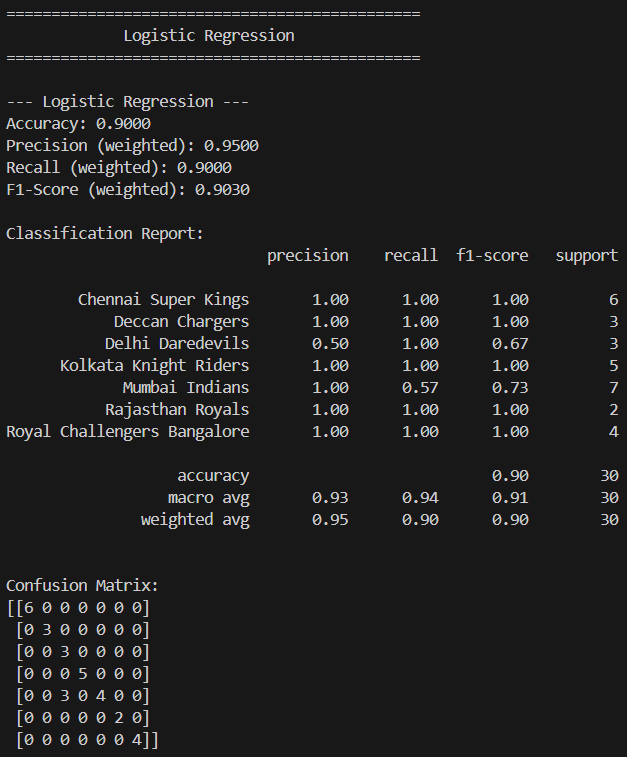 ==============================================
Logistic Regression
==============================================
--- Logistic Regression ---
Accuracy: 0.9000
Precision (weighted): 0.9500
Recall (weighted): 0.9000
F1-Score (weighted): 0.9030
Classification Report:
precision recall f1-score support
Chennai Super Kings 1.00 1.00 1.00 6
Deccan Chargers 1.00 1.00 1.00 3
Delhi Daredevils 0.50 1.00 0.67 3
Kolkata Knight Riders 1.00 1.00 1.00 5
Mumbai Indians 1.00 0.57 0.73 7
Rajasthan Royals 1.00 1.00 1.00 2
Royal Challengers Bangalore 1.00 1.00 1.00 4
accuracy 0.90 30
macro avg 0.93 0.94 0.91 30
weighted avg 0.95 0.90 0.90 30
Confusion Matrix:
[[6 0 0 0 0 0 0]
[0 3 0 0 0 0 0]
[0 0 3 0 0 0 0]
[0 0 0 5 0 0 0]
[0 0 3 0 4 0 0]
[0 0 0 0 0 2 0]
[0 0 0 0 0 0 4]]